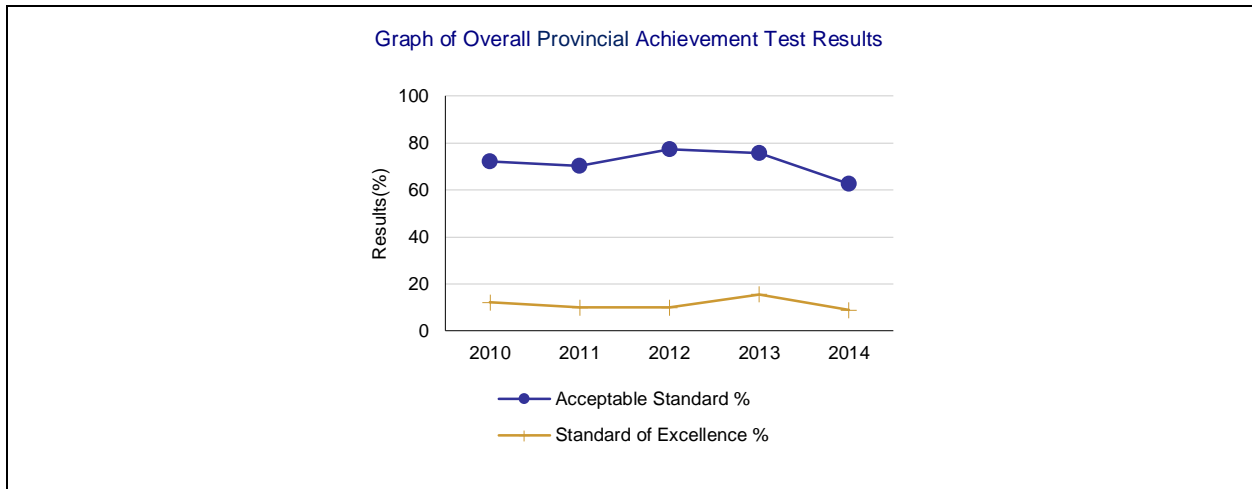 Graph of Overall Provincial Achievement Test Results
100
80
60
40
20
0
Results(%)
2010 2011 2012 2013 2014
Acceptable Standard %
Standard of Excellence %